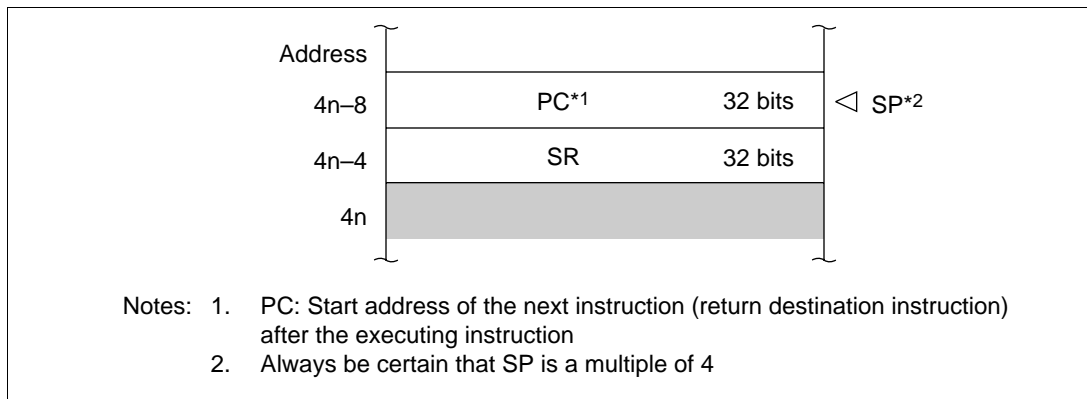 Address
4n–8 PC*1 32 bits SP*2
4n–4 SR 32 bits
4n
Notes: 1. PC: Start address of the next instruction (return destination instruction)
after the executing instruction
2. Always be certain that SP is a multiple of 4